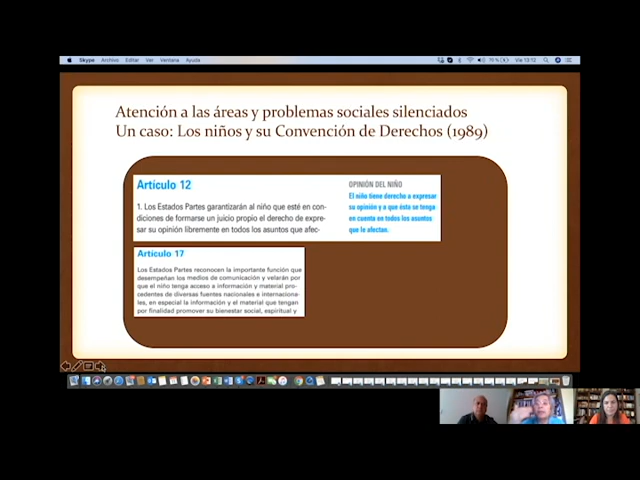 Skype Archivo Editar Ver Ventana Ayuda
Vie 13:12
Atención a las áreas y problemas sociales silenciados
Un caso: Los niños y su Convención de Derechos (1989)
Artículo 12
1. Los Estados Partes garantizarán al niño que esté en con-
diciones de formarse un juicio propio el derecho de expre-
sar su opinión libremente en todos los asuntos que afec-
OPINIÓN DEL NIÑO
El niño tiene derecho a expresar
su opinión y a que ésta se tenga
en cuenta en todos los asuntos
que le afectan.
Artículo 17
Los Estados Partes reconocen la importante función que
desempeñan los medios de comunicación y velarán por
que el niño tenga acceso a información y material pro-
cedentes de diversas fuentes nacionales e internaciona-
les, en especial la información y el material que tengan
por finalidad promover su bienestar social, espiritual y